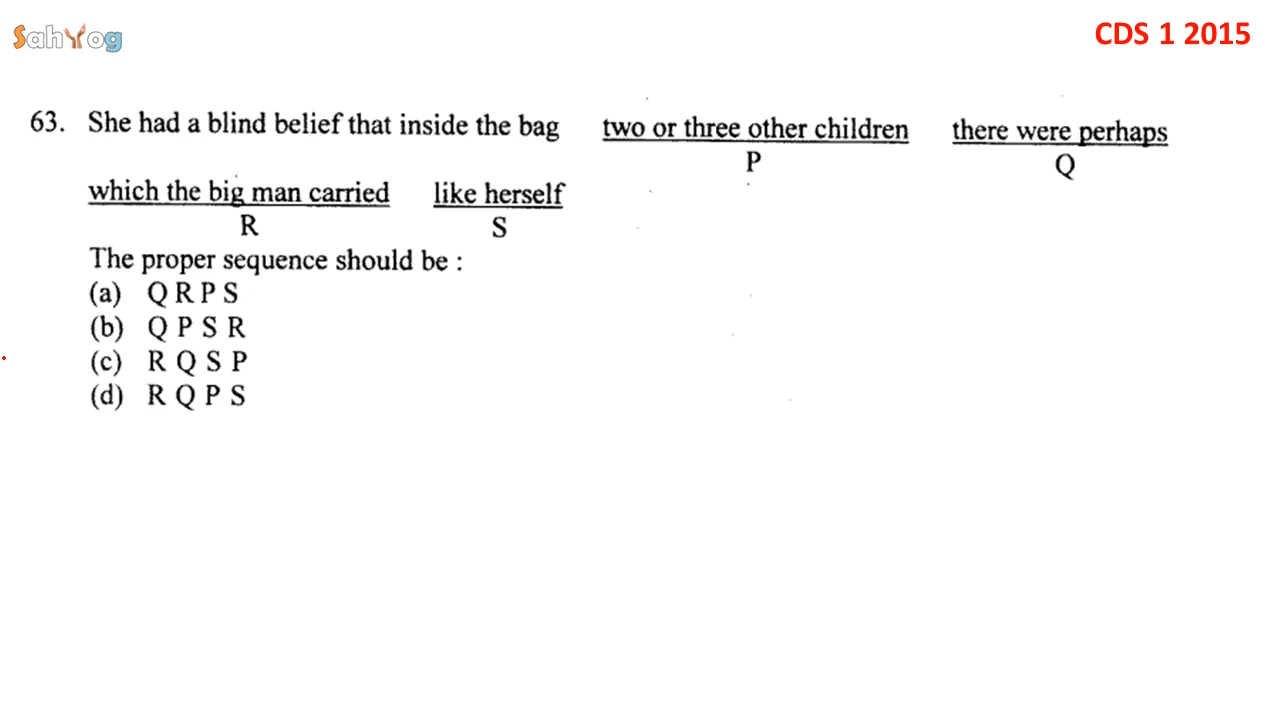 SahYog
CDS 1 2015
63. She had a blind belief that inside the bag two or three other children there were perhaps
P Q
which the big man carried like herself
R S
The proper sequence should be :
(a) Q R P S
(b) Q P S R
(c) R Q S P
(d) R Q P S